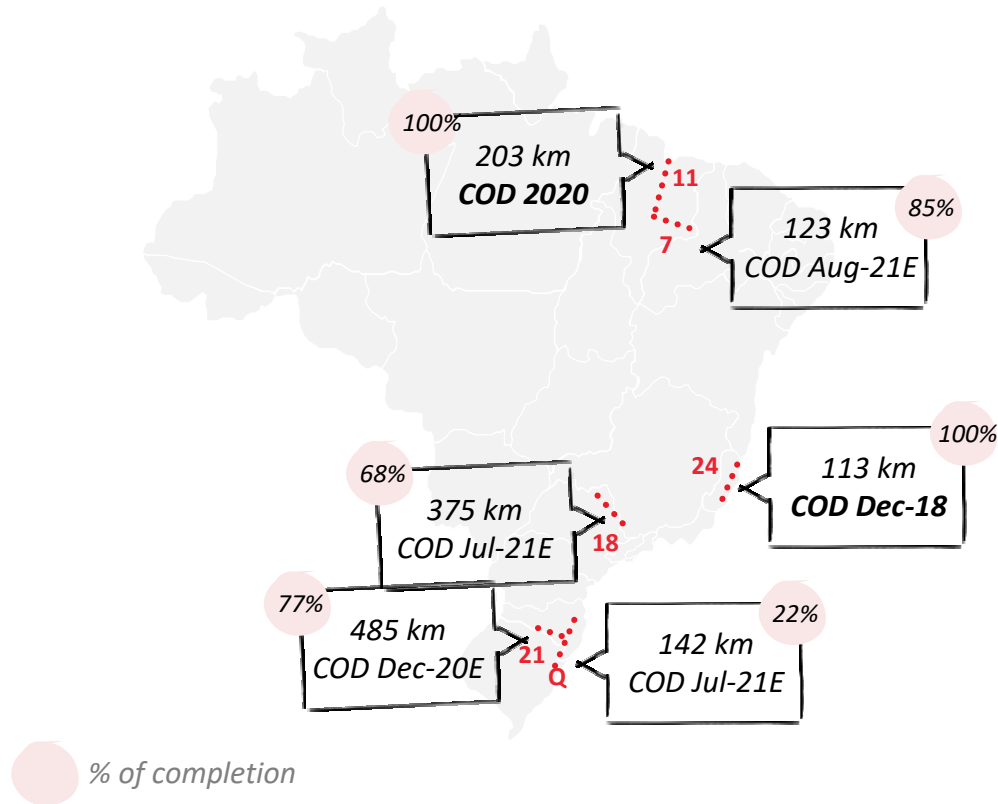 100%
203 km
COD 2020
11
7
85%
123 km
COD Aug-21E
100%
24
113 km
COD Dec-18
68%
375 km
COD Jul-21E
18
77%
485 km
COD Dec-20E
21
Q
22%
142 km
COD Jul-21E
% of completion